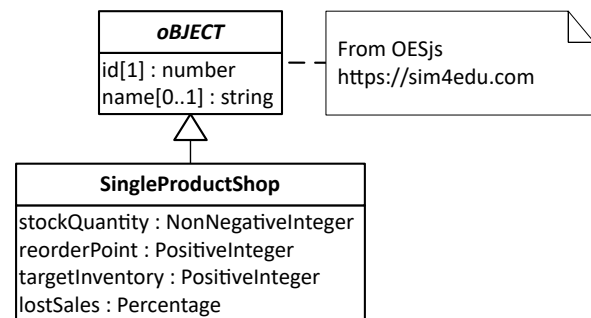 oBJECT
id[1] : number
name[0..1] : string
From OESjs
https://sim4edu.com
SingleProductShop
stockQuantity : NonNegativeInteger
reorderPoint : PositiveInteger
targetInventory : PositiveInteger
lostSales : Percentage